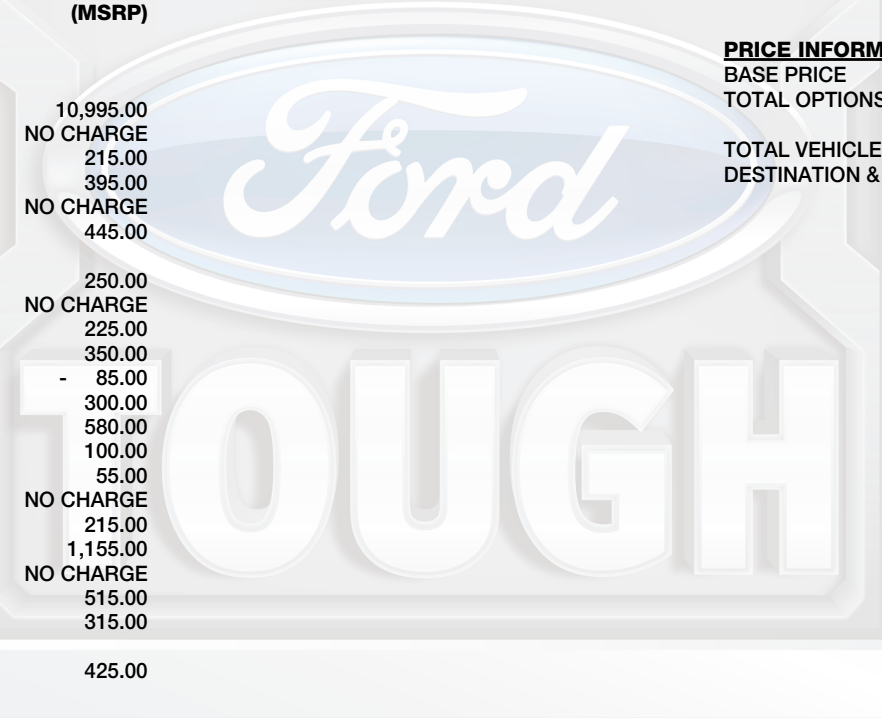 (MSRP)
10,995.00
NO CHARGE
215.00
395.00
NO CHARGE
445.00
250.00
NO CHARGE
225.00
350.00
- 85.00
300.00
580.00
100.00
55.00
NO CHARGE
215.00
1,155.00
NO CHARGE
515.00
315.00
425.00
PRICE INFORM
BASE PRICE
TOTAL OPTIONS
TOTAL VEHICLE
DESTINATION &
Ford
TOUGH